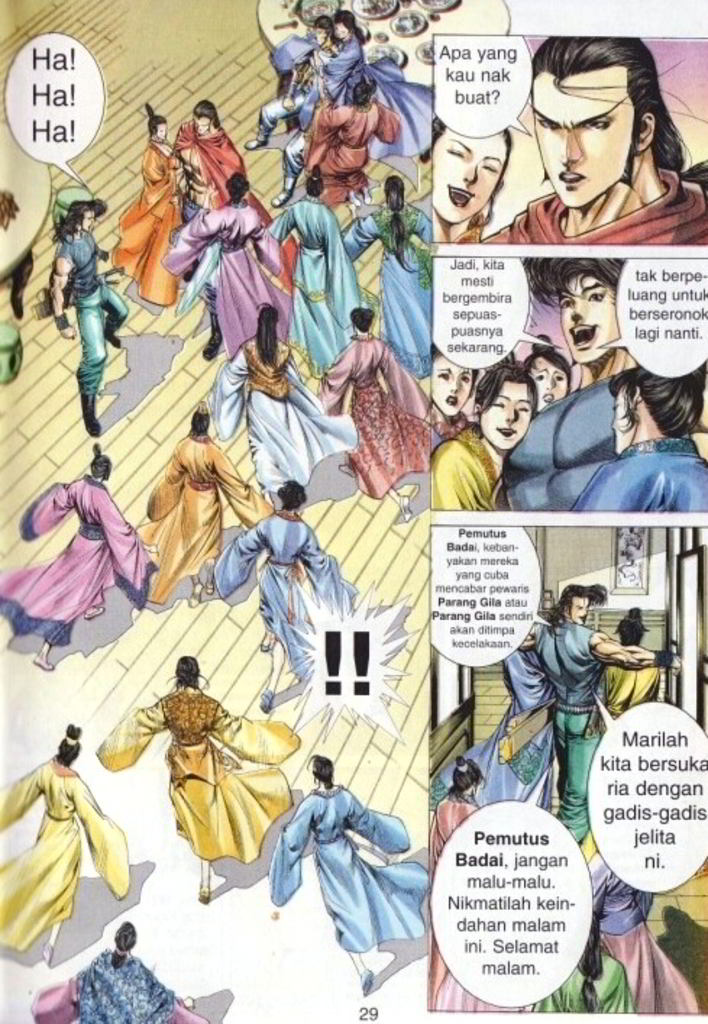 Ha!
Ha!
Ha!
!!
Apa yang
kau nak
buat?
Jadi, kita
mesti
bergembira
sepuas-
puasnya
sekarang.
tak berpe-
luang untuk
berseronok
lagi nanti.
Pemutus
Badai, keban-
yakan mereka
yang cuba
mencabar pewaris
Parang Gila atau
Parang Gila sendiri
akan ditimpa
kecelakaan.
Marilah
kita bersuka
ria dengan
gadis-gadis
jelita
ni.
Pemutus
Badai, jangan
malu-malu.
Nikmatilah kein-
dahan malam
ini. Selamat
malam.
29